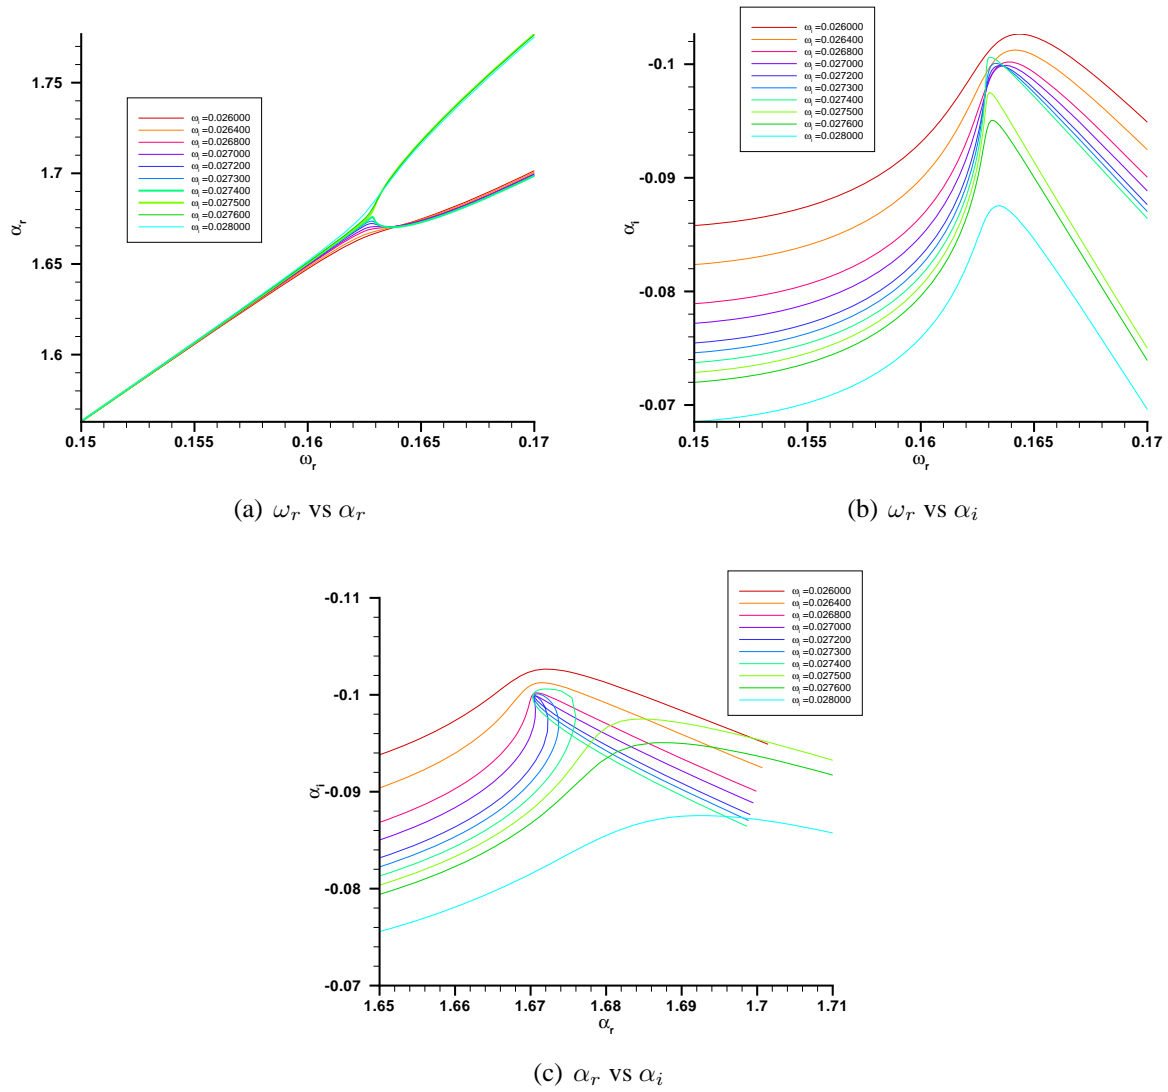 α_r
1.75
1.7
1.65
1.6
ω_i =0.026000
ω_i =0.026400
ω_i =0.026800
ω_i =0.027000
ω_i =0.027200
ω_i =0.027300
ω_i =0.027400
ω_i =0.027500
ω_i =0.027600
ω_i =0.028000
0.15 0.155 0.16 0.165 0.17
ω_r
(a) ω_r vs α_r
α_i
-0.1
-0.09
-0.08
-0.07
ω_i =0.026000
ω_i =0.026400
ω_i =0.026800
ω_i =0.027000
ω_i =0.027200
ω_i =0.027300
ω_i =0.027400
ω_i =0.027500
ω_i =0.027600
ω_i =0.028000
0.15 0.155 0.16 0.165 0.17
ω_r
(b) ω_r vs α_i
α_i
-0.11
-0.1
-0.09
-0.08
-0.07
ω_i =0.026000
ω_i =0.026400
ω_i =0.026800
ω_i =0.027000
ω_i =0.027200
ω_i =0.027300
ω_i =0.027400
ω_i =0.027500
ω_i =0.027600
ω_i =0.028000
1.65 1.66 1.67 1.68 1.69 1.7 1.71
α_r
(c) α_r vs α_i